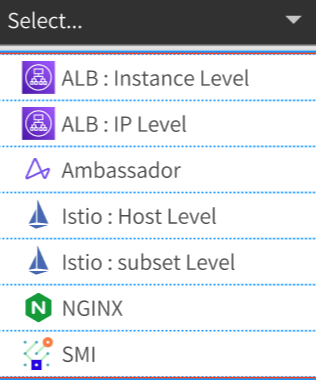 Select...
ALB : Instance Level
ALB : IP Level
Ambassador
Istio : Host Level
Istio : subset Level
NGINX
SMI